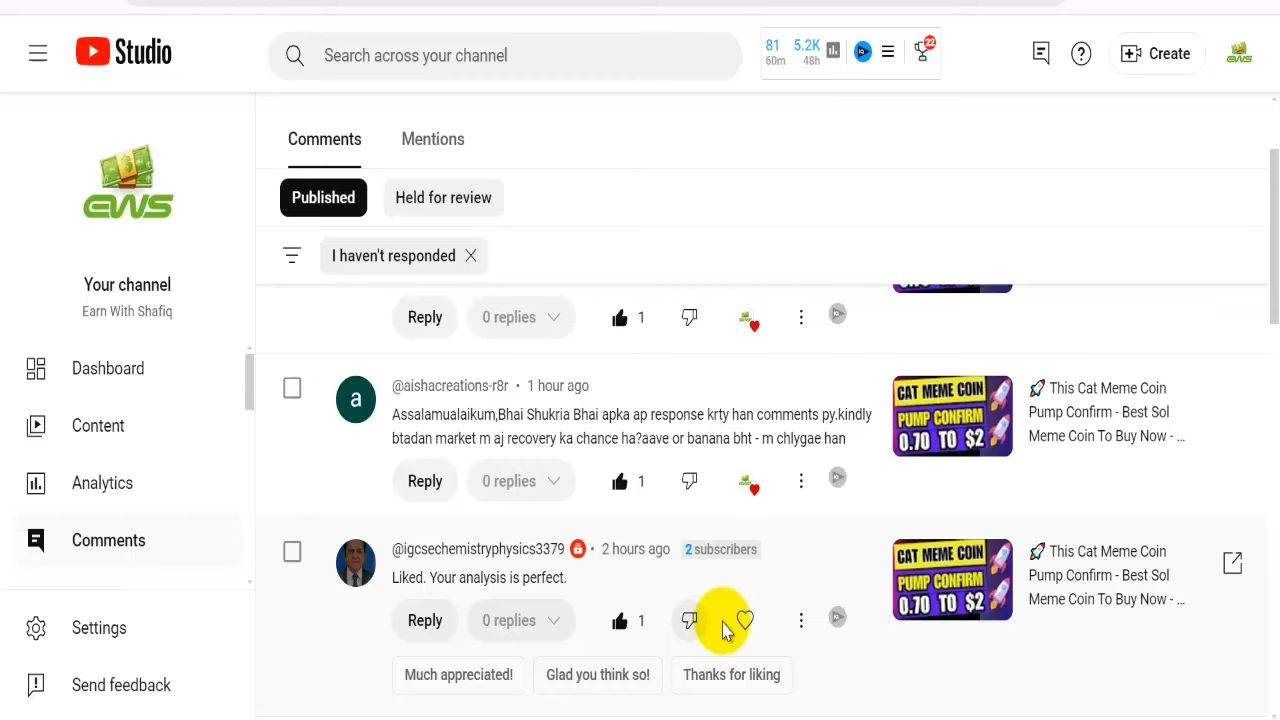 Studio
Search across your channel
81 5.2K
60m 48h
22
Create
GWS
Your channel
Earn With Shafiq
Dashboard
Content
Analytics
Comments
Settings
Send feedback
Comments Mentions
Published Held for review
I haven't responded
Reply 0 replies 1
@aishacreations-r8r • 1 hour ago
Assalamualaikum,Bhai Shukria Bhai apka ap response krty han comments py.kindly
btadan market m aj recovery ka chance ha?aave or banana bht - m chlygae han
Reply 0 replies 1
CAT MEME COIN
PUMP CONFIRM
0.70 TO $2
🚀 This Cat Meme Coin
Pump Confirm - Best Sol
Meme Coin To Buy Now - ...
@igcsechemistryphysics3379 • 2 hours ago 2 subscribers
Liked. Your analysis is perfect.
Reply 0 replies 1
Much appreciated! Glad you think so! Thanks for liking
CAT MEME COIN
PUMP CONFIRM
0.70 TO $2
🚀 This Cat Meme Coin
Pump Confirm - Best Sol
Meme Coin To Buy Now - ...